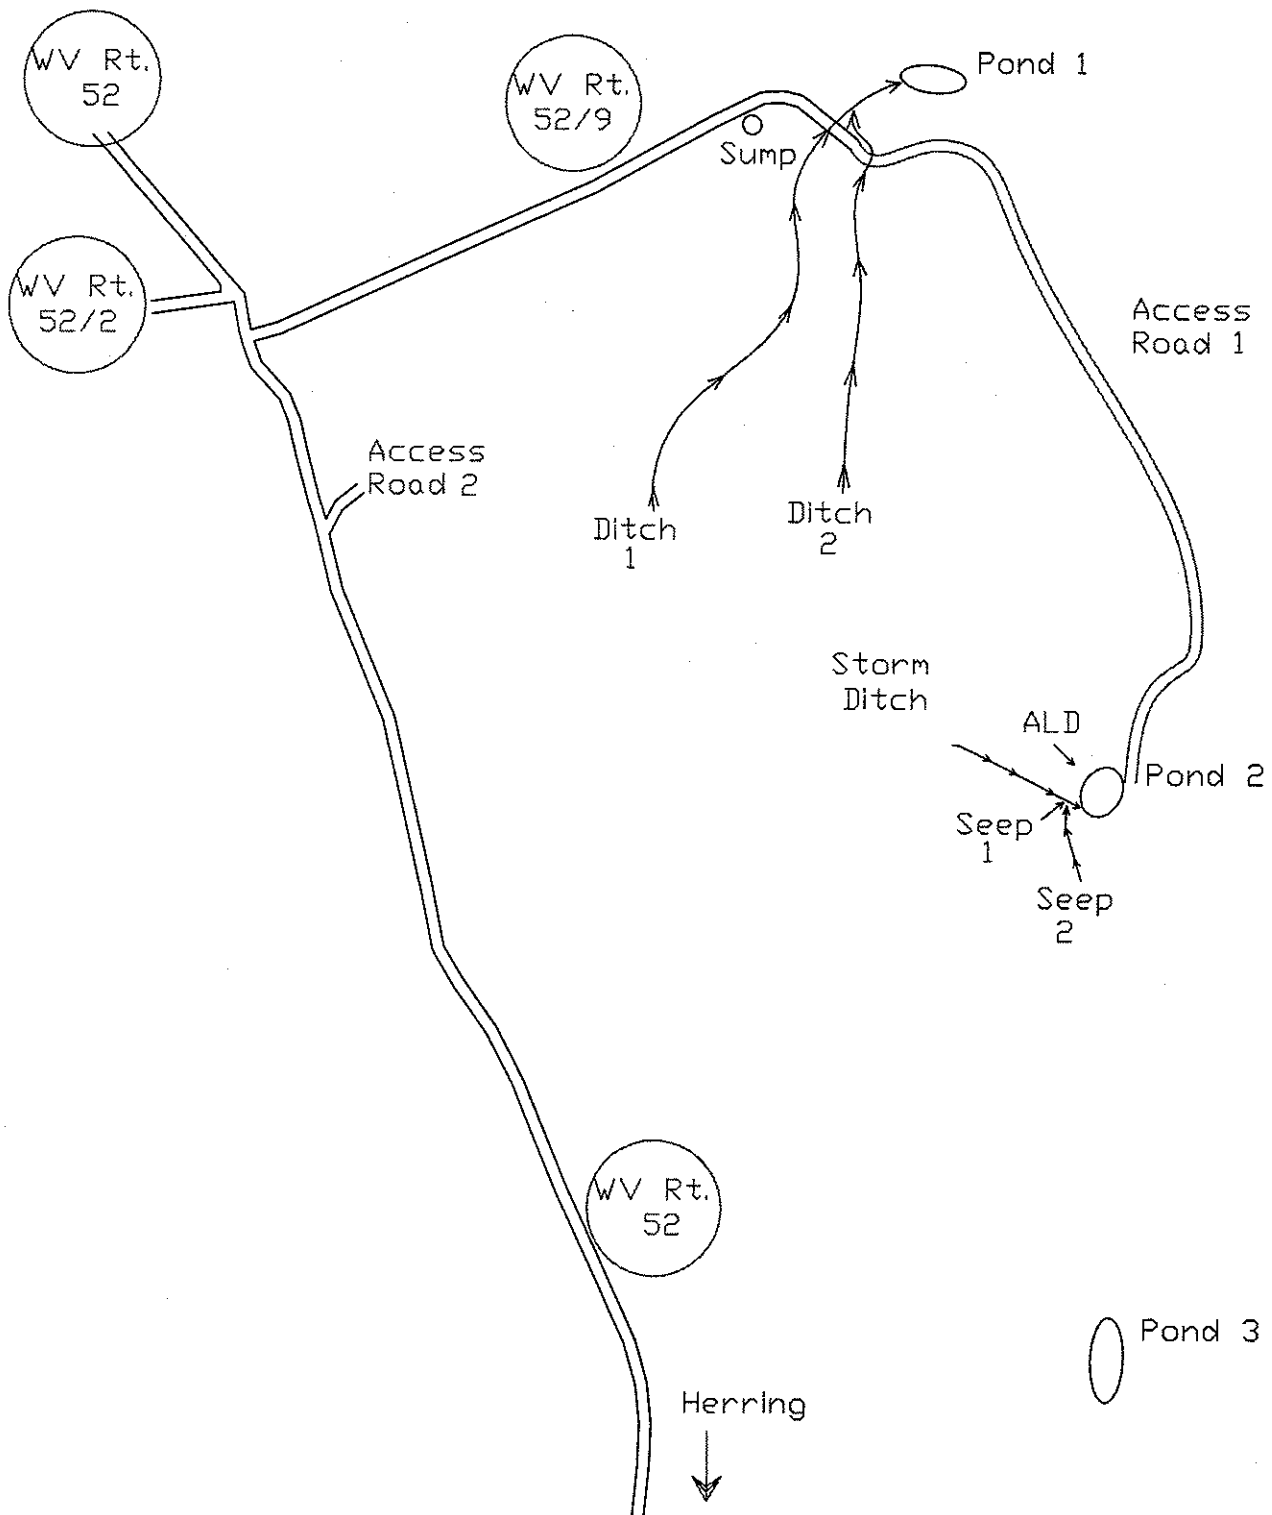 WV Rt.
52
WV Rt.
52/9
Pond 1
Sump
WV Rt.
52/2
Access
Road 1
Access
Road 2
Ditch
1
Ditch
2
Storm
Ditch
ALD
Pond 2
Seep
1
Seep
2
WV Rt.
52
Pond 3
Herring